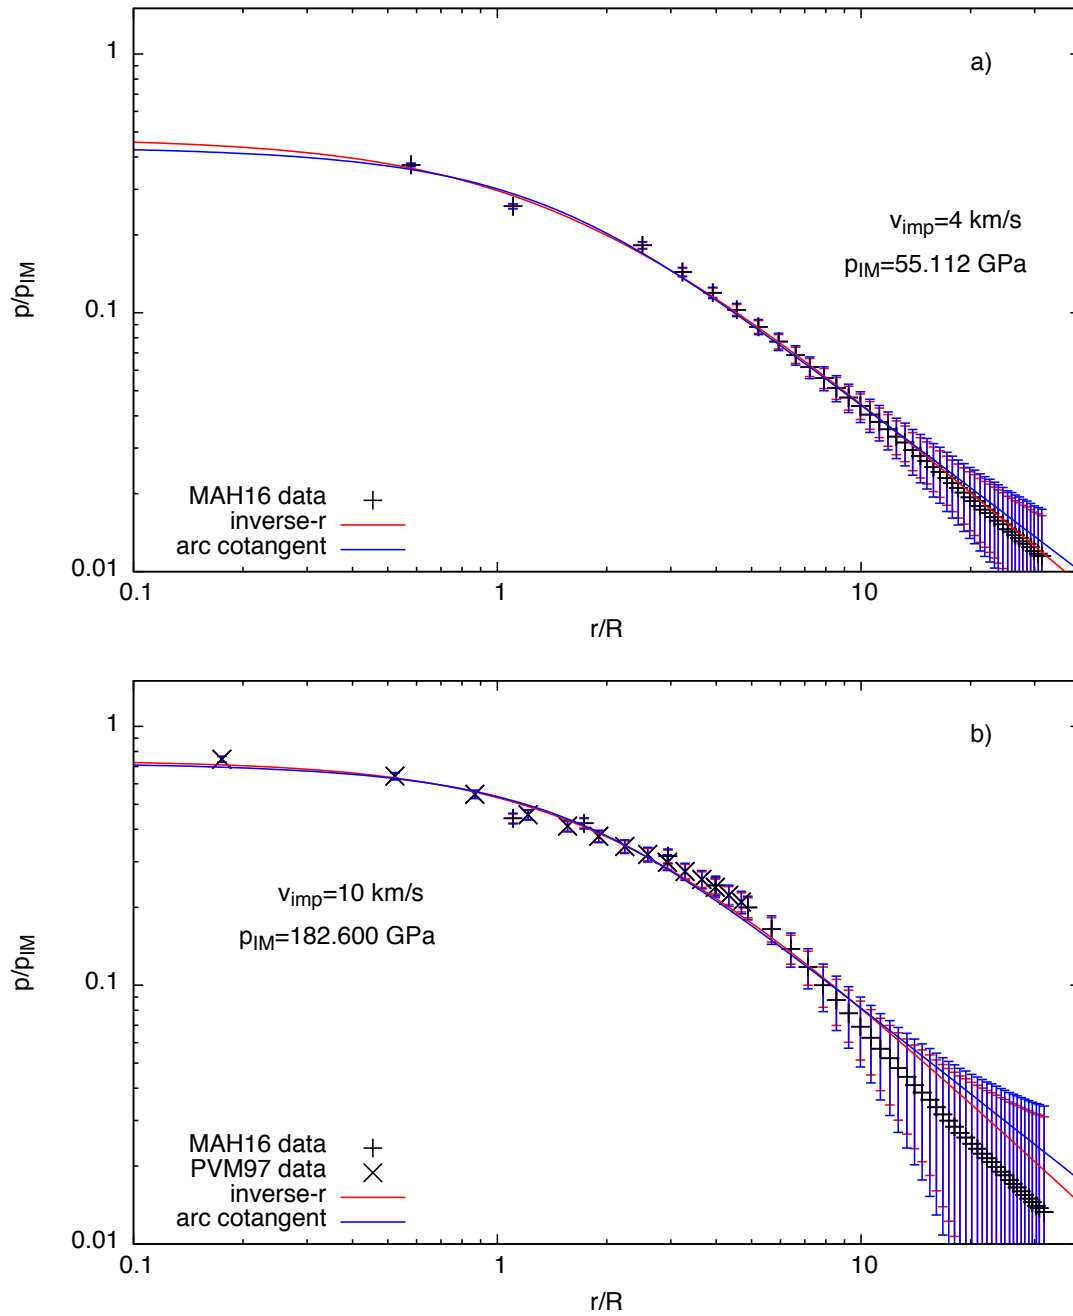 a)
1
0.1
0.01
p/pIM
vimp=4 km/s
pIM=55.112 GPa
MAH16 data
inverse-r
arc cotangent
0.1 1 10
r/R
b)
1
0.1
0.01
p/pIM
vimp=10 km/s
pIM=182.600 GPa
MAH16 data
PVM97 data
inverse-r
arc cotangent
0.1 1 10
r/R